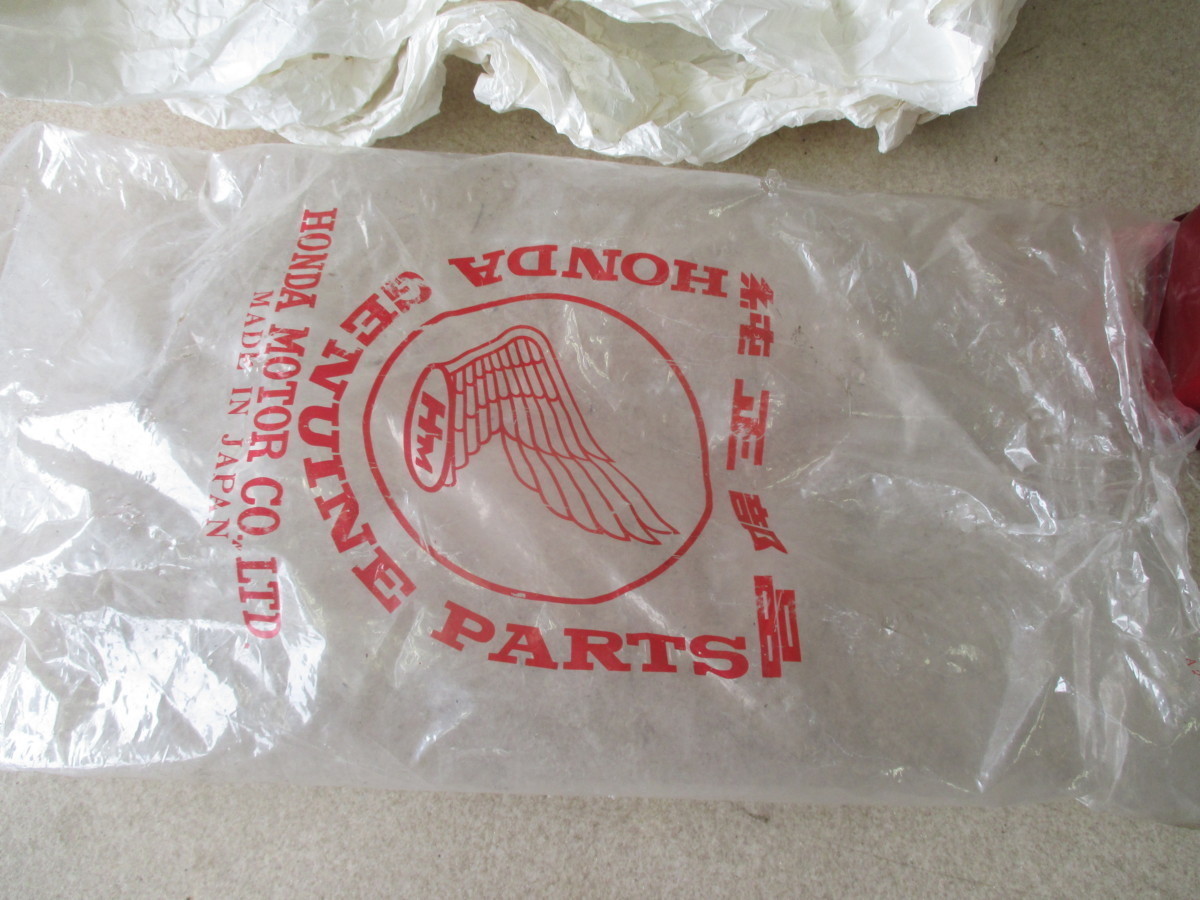 純正部品
HONDA GENUINE PARTS
HM
HONDA MOTOR CO., LTD.
MADE IN JAPAN